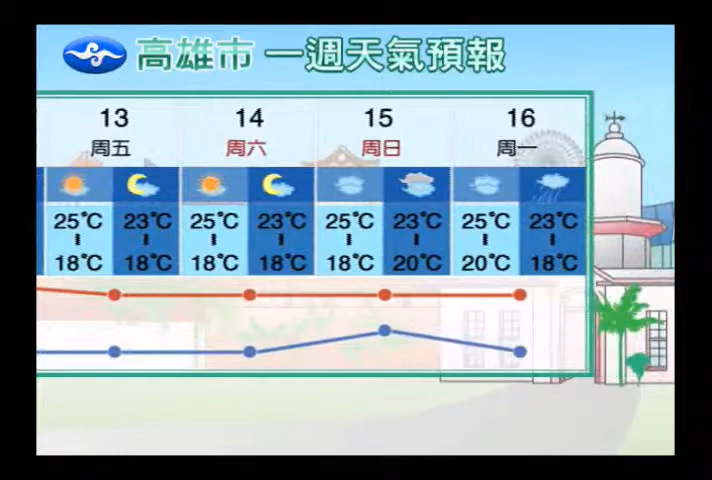 高雄市 一週天氣預報
13 14 15 16
周五 周六 周日 周一
25℃ 23℃ 25℃ 23℃ 25℃ 23℃ 25℃ 23℃
18℃ 18℃ 18℃ 18℃ 18℃ 20℃ 20℃ 18℃